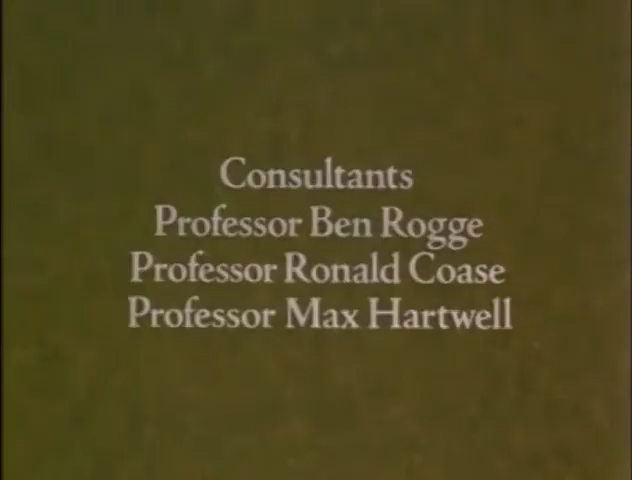 Consultants
Professor Ben Rogge
Professor Ronald Coase
Professor Max Hartwell